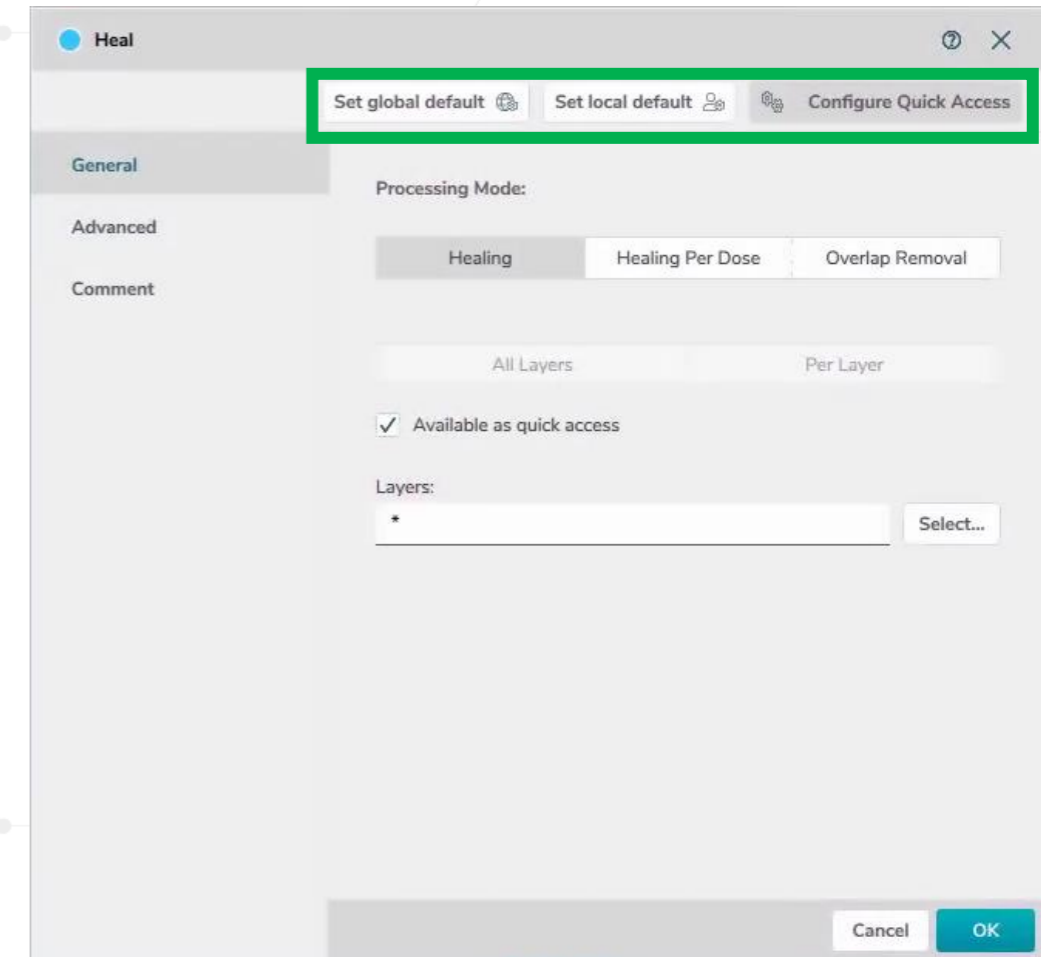 Heal
Set global default Set local default Configure Quick Access
General
Advanced
Comment
Processing Mode:
Healing Healing Per Dose Overlap Removal
All Layers Per Layer
Available as quick access
Layers:
* Select...
Cancel OK